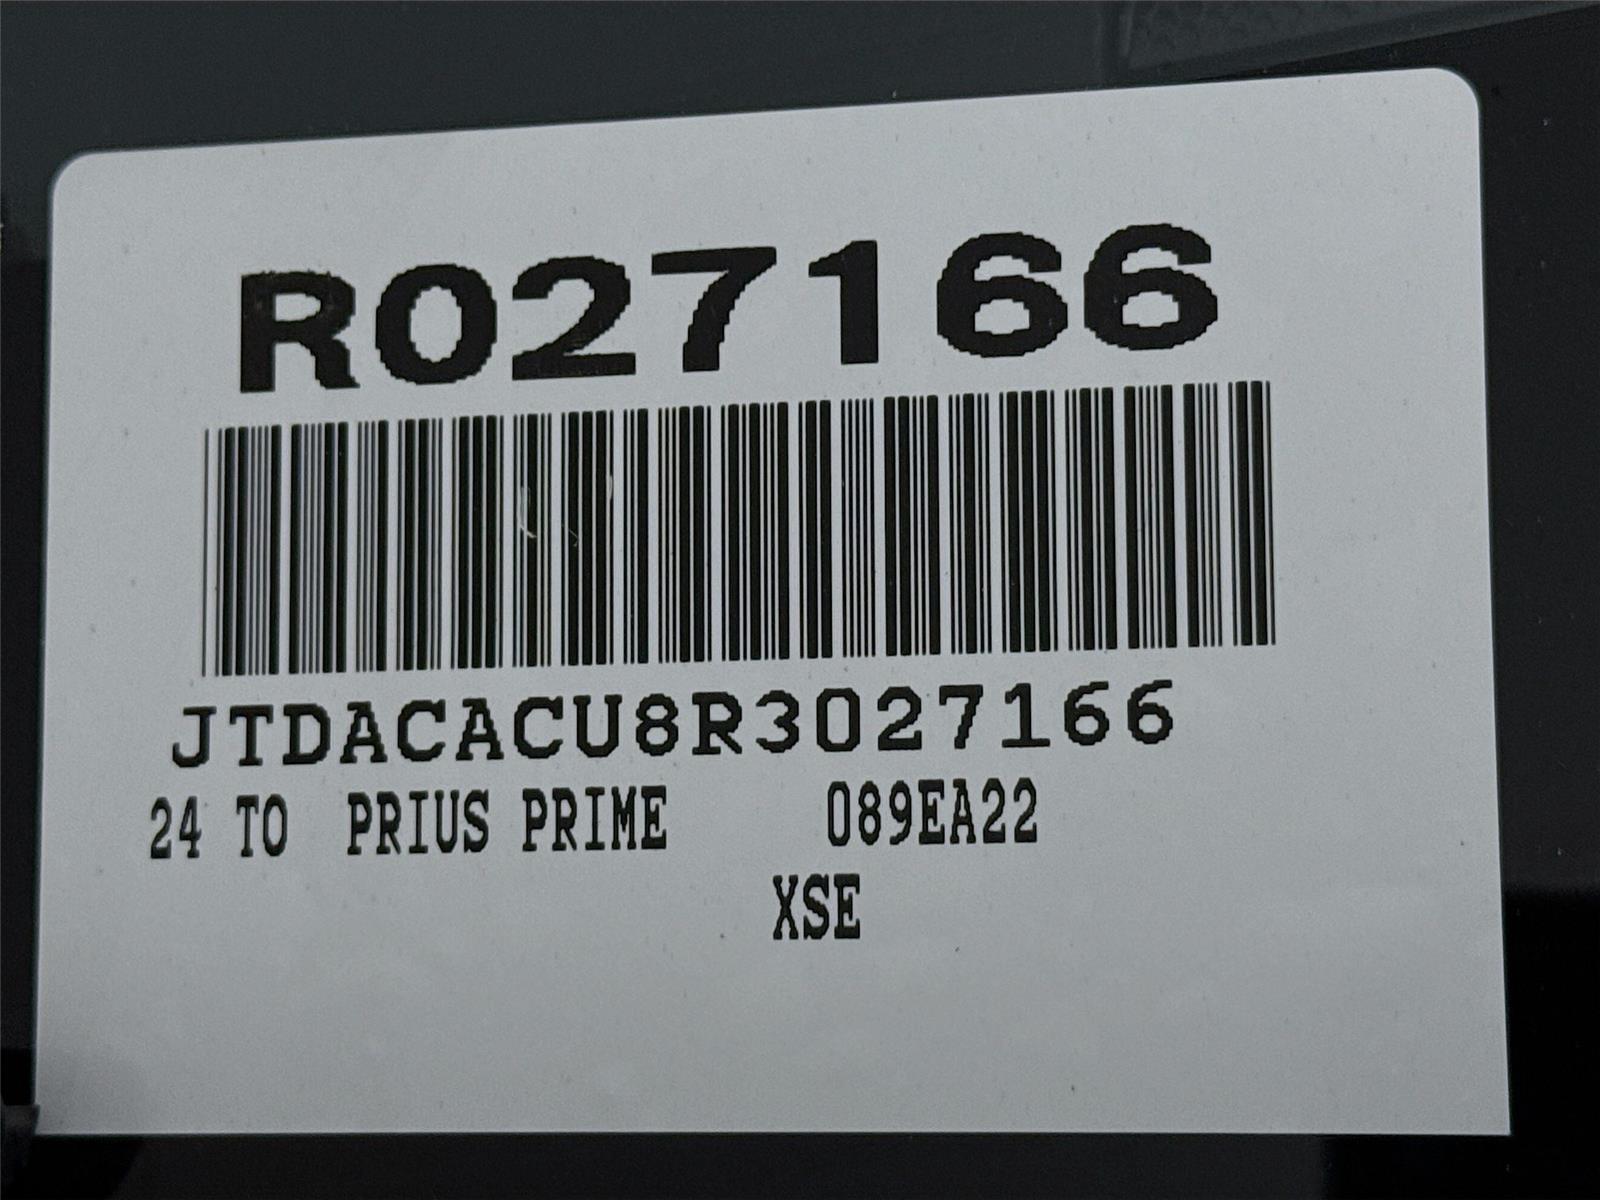 R027166
JTDACACU8R3027166
24 TO PRIUS PRIME 089EA22
XSE